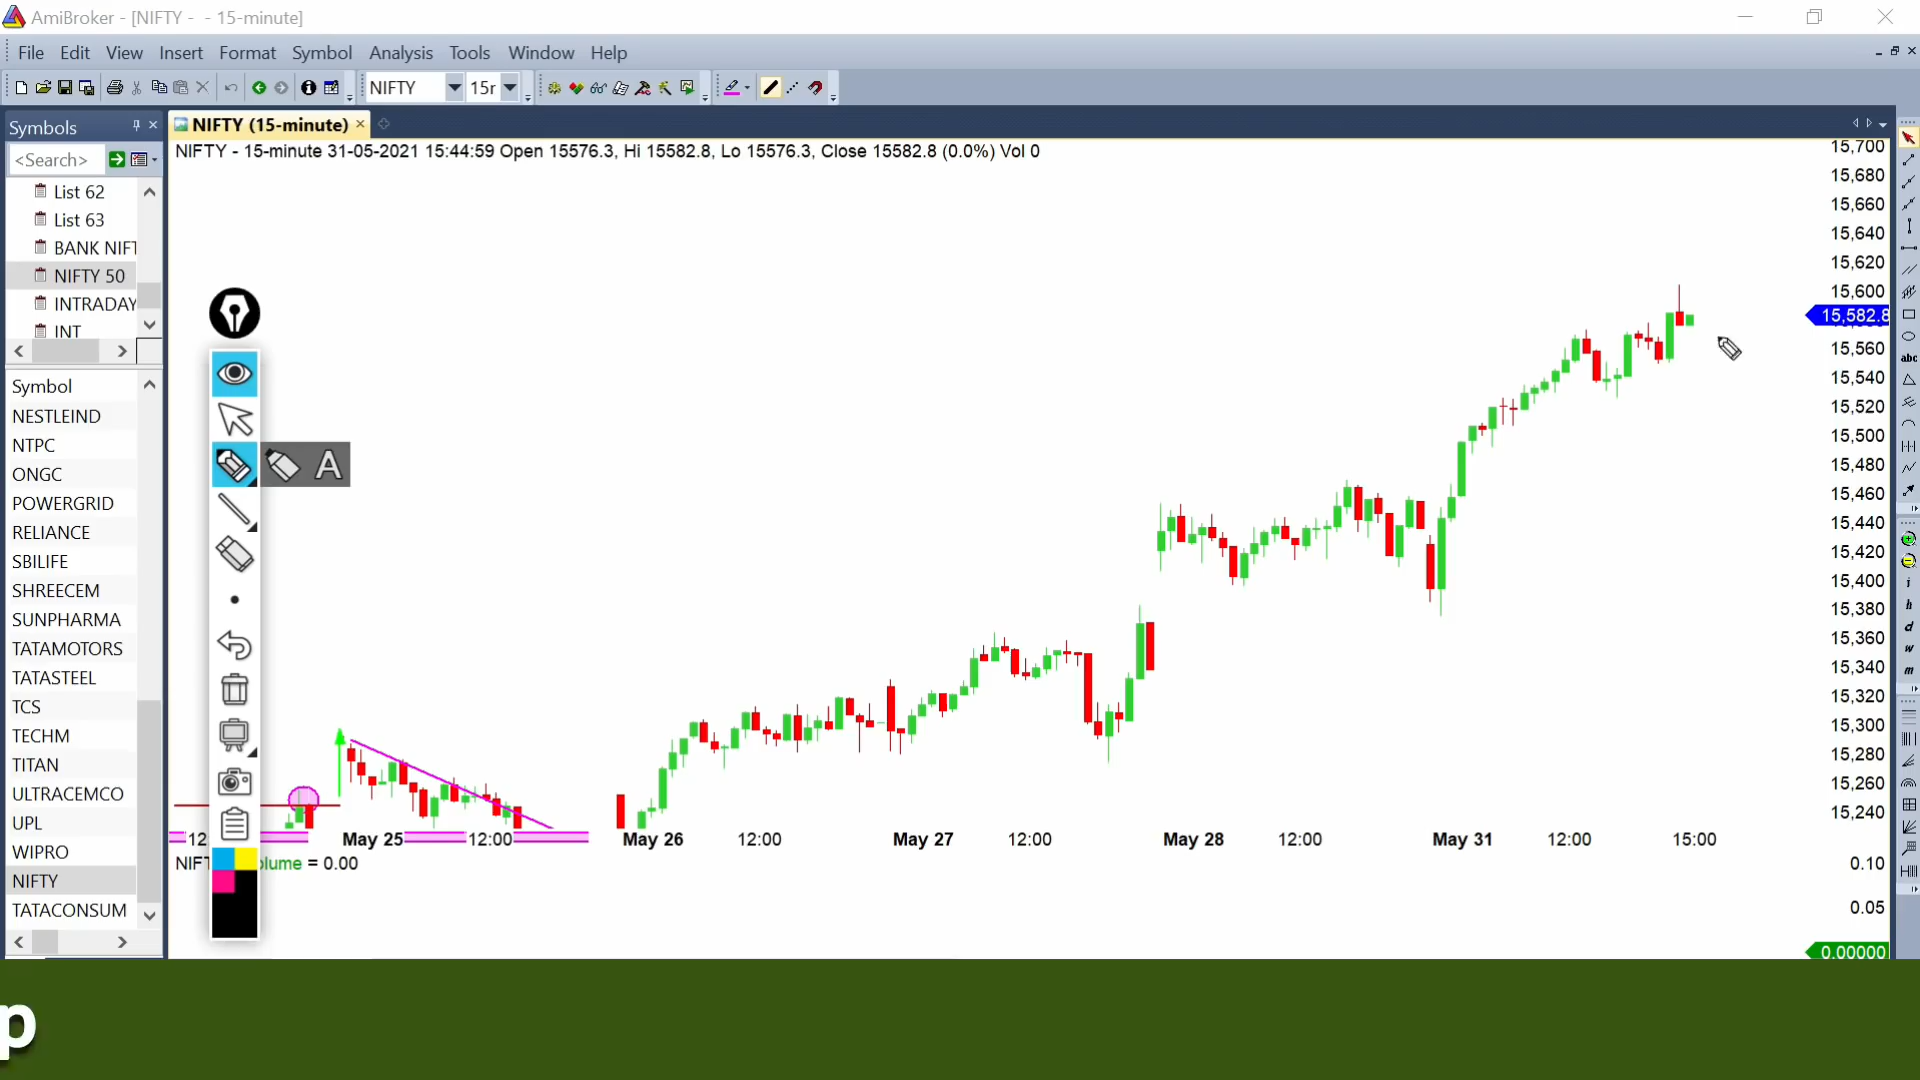 AmiBroker - [NIFTY -  - 15-minute]
File Edit View Insert Format Symbol Analysis Tools Window Help
NIFTY 15r
Symbols
NIFTY (15-minute)
<Search>
NIFTY - 15-minute 31-05-2021 15:44:59 Open 15576.3, Hi 15582.8, Lo 15576.3, Close 15582.8 (0.0%) Vol 0
List 62
List 63
BANK NIFT
NIFTY 50
INTRADAY
INT
Symbol
NESTLEIND
NTPC
ONGC
POWERGRID
RELIANCE
SBILIFE
SHREECEM
SUNPHARMA
TATAMOTORS
TATASTEEL
TCS
TECHM
TITAN
ULTRACEMCO
UPL
WIPRO
NIFTY
TATACONSUM
A
15,700
15,680
15,660
15,640
15,620
15,600
15,582.8
15,560
15,540
15,520
15,500
15,480
15,460
15,440
15,420
15,400
15,380
15,360
15,340
15,320
15,300
15,280
15,260
15,240
12: May 25 12:00 May 26 12:00 May 27 12:00 May 28 12:00 May 31 12:00 15:00
NIFT olume = 0.00
0.10
0.05
0.00000
abc
i
h
d
w
m
p